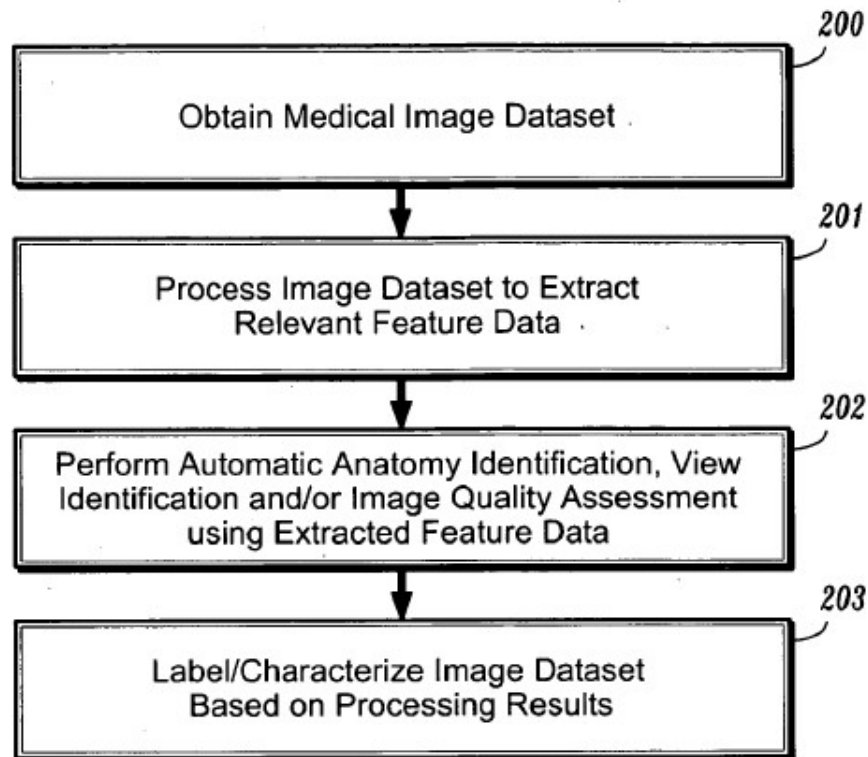 200
Obtain Medical Image Dataset
201
Process Image Dataset to Extract
Relevant Feature Data
202
Perform Automatic Anatomy Identification, View
Identification and/or Image Quality Assessment
using Extracted Feature Data
203
Label/Characterize Image Dataset
Based on Processing Results